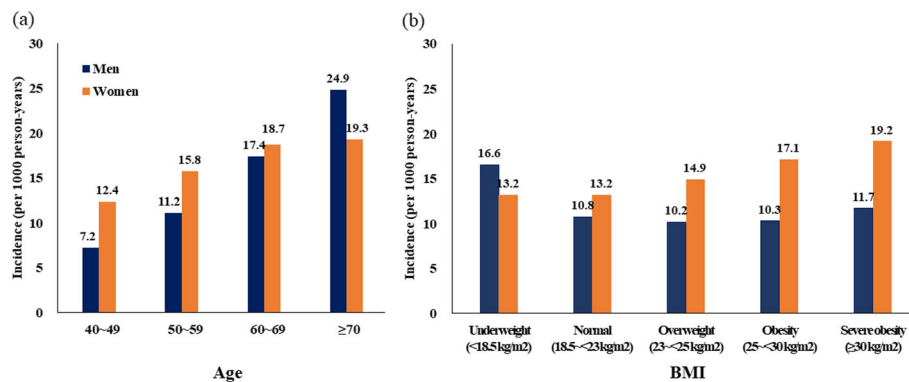 (a)
Incidence (per 1000 person-years)
30
25
20
15
10
5
0
Men
Women
7.2
12.4
11.2
15.8
17.4
18.7
24.9
19.3
40~49
50~59
60~69
≥70
Age
(b)
Incidence (per 1000 person-years)
30
25
20
15
10
5
0
16.6
13.2
10.8
13.2
10.2
14.9
10.3
17.1
11.7
19.2
Underweight
(<18.5 kg/m2)
Normal
(18.5~<23 kg/m2)
Overweight
(23~<25 kg/m2)
Obesity
(25~<30 kg/m2)
Severe obesity
(≥30 kg/m2)
BMI